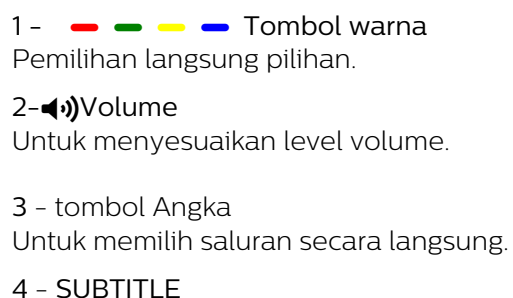 1 - Tombol warna
Pemilihan langsung pilihan.
2-Volume
Untuk menyesuaikan level volume.
3 - tombol Angka
Untuk memilih saluran secara langsung.
4 - SUBTITLE